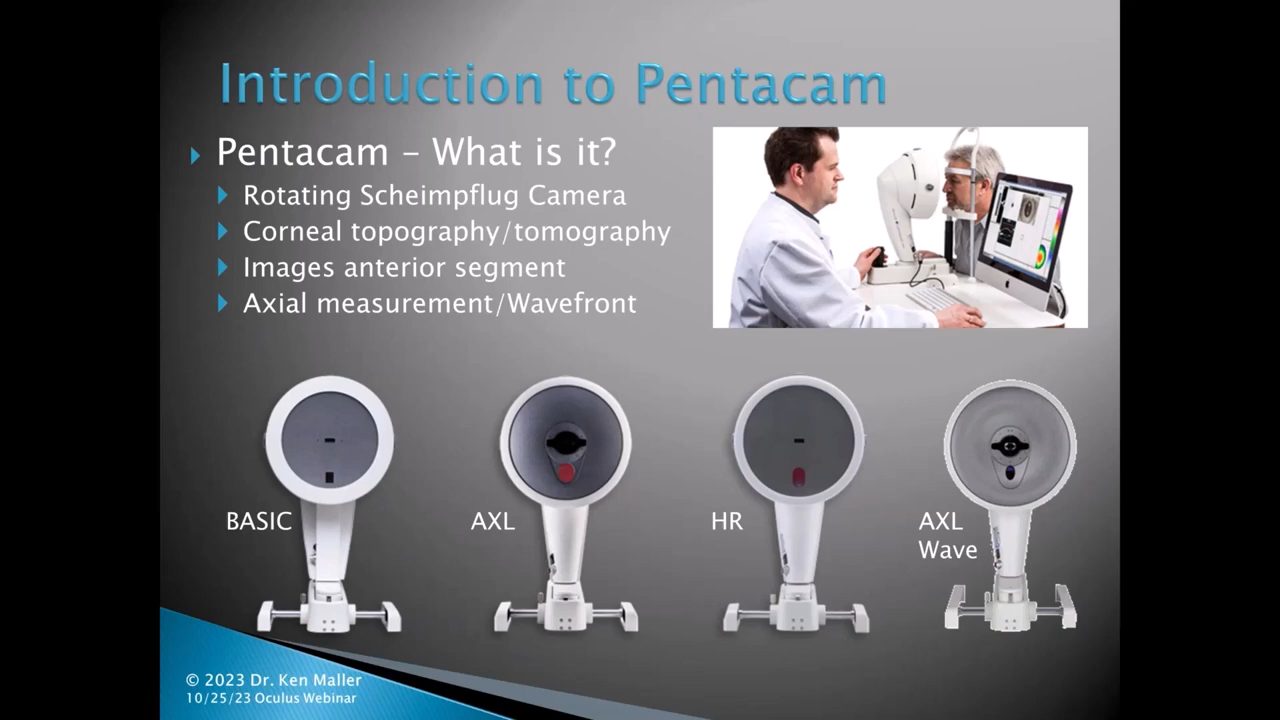 Introduction to Pentacam
Pentacam – What is it?
Rotating Scheimpflug Camera
Corneal topography/tomography
Images anterior segment
Axial measurement/Wavefront
BASIC
AXL
HR
AXL
Wave
© 2023 Dr. Ken Maller
10/25/23 Oculus Webinar